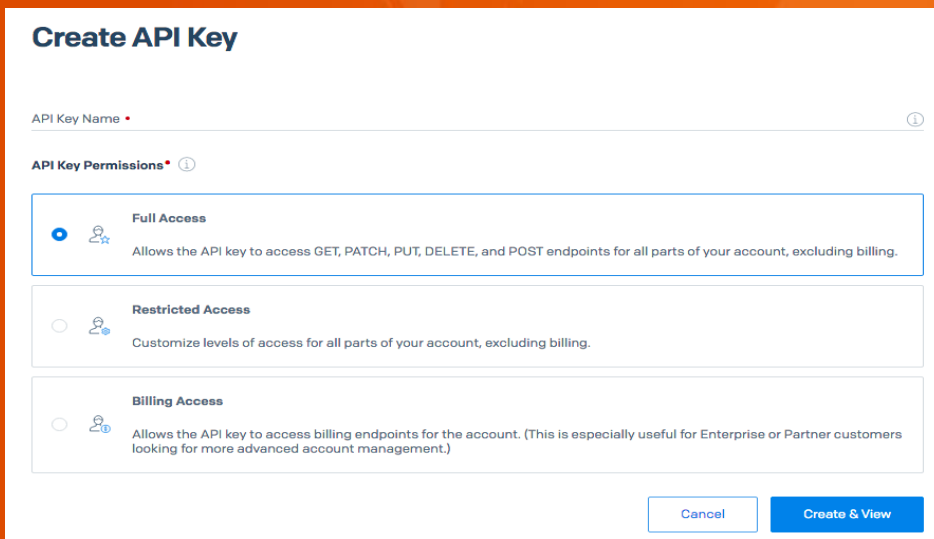 Create API Key
API Key Name •
API Key Permissions•
Full Access
Allows the API key to access GET, PATCH, PUT, DELETE, and POST endpoints for all parts of your account, excluding billing.
Restricted Access
Customize levels of access for all parts of your account, excluding billing.
Billing Access
Allows the API key to access billing endpoints for the account. (This is especially useful for Enterprise or Partner customers
looking for more advanced account management.)
Cancel
Create & View